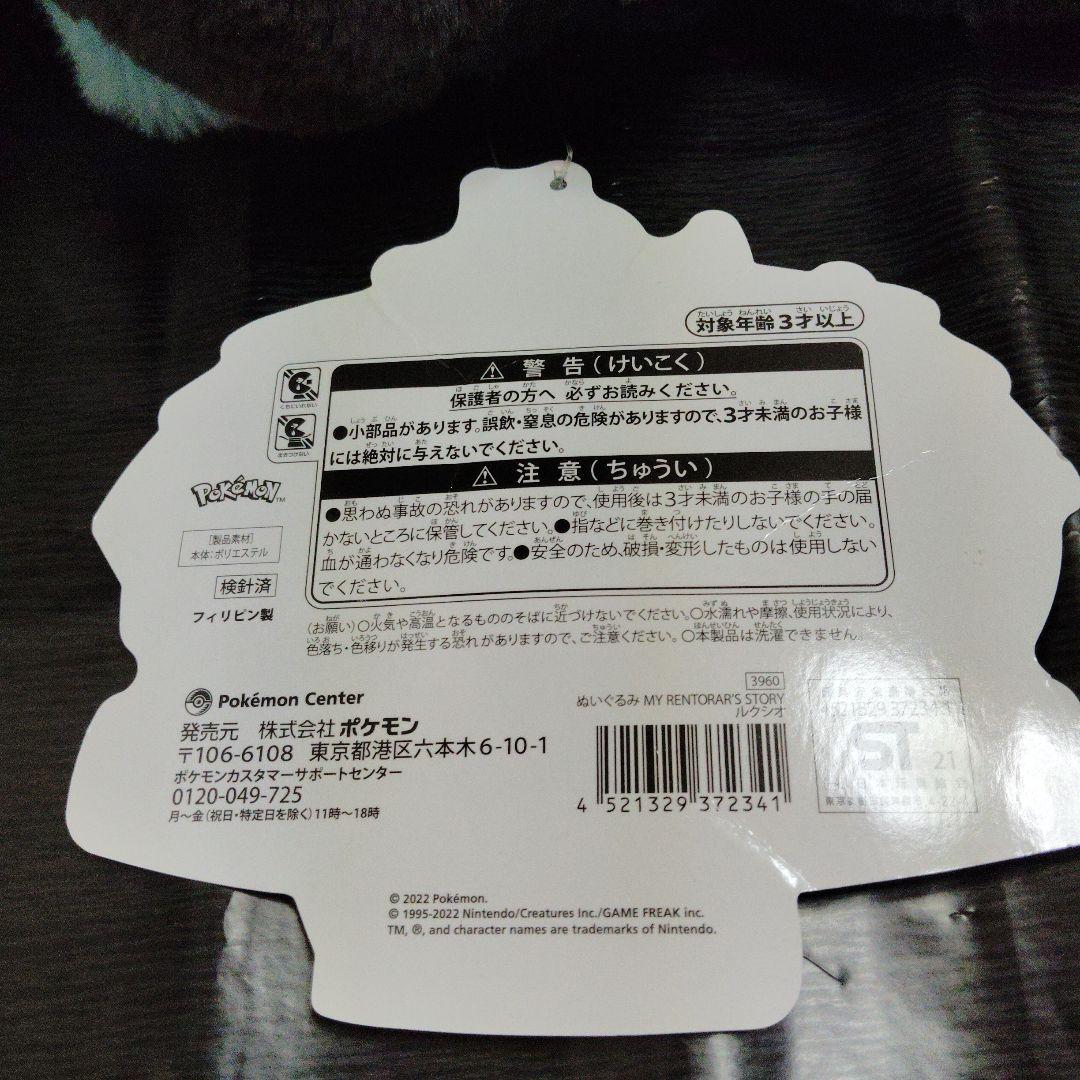 対象年齢3才以上
警告(けいこく)
保護者の方へ 必ずお読みください。
●小部品があります。誤飲・窒息の危険がありますので、3才未満のお子様
には絶対に与えないでください。
注意(ちゅうい)
●思わぬ事故の恐れがありますので、使用後は3才未満のお子様の手の届
かないところに保管してください。●指などに巻き付けたりしないでください。
血が通わなくなり危険です。●安全のため、破損・変形したものは使用しない
でください。
くちにいれない
まきつけない
POKéMON™
[製品素材]
本体:ポリエステル
検針済
フィリピン製
(お願い)○火気や高温となるもののそばに近づけないでください。○水濡れや摩擦、使用状況により、
色落ち・色移りが発生する恐れがありますので、ご注意ください。○本製品は洗濯できません。
Pokémon Center
発売元 株式会社ポケモン
〒106-6108 東京都港区六本木6-10-1
ポケモンカスタマーサポートセンター
0120-049-725
月~金(祝日・特定日を除く)11時~18時
3960
ぬいぐるみ MY RENTORAR'S STORY
ルクシオ
4 521329 372341
ST 21
© 2022 Pokémon.
© 1995-2022 Nintendo/Creatures Inc./GAME FREAK inc.
TM, ®, and character names are trademarks of Nintendo.